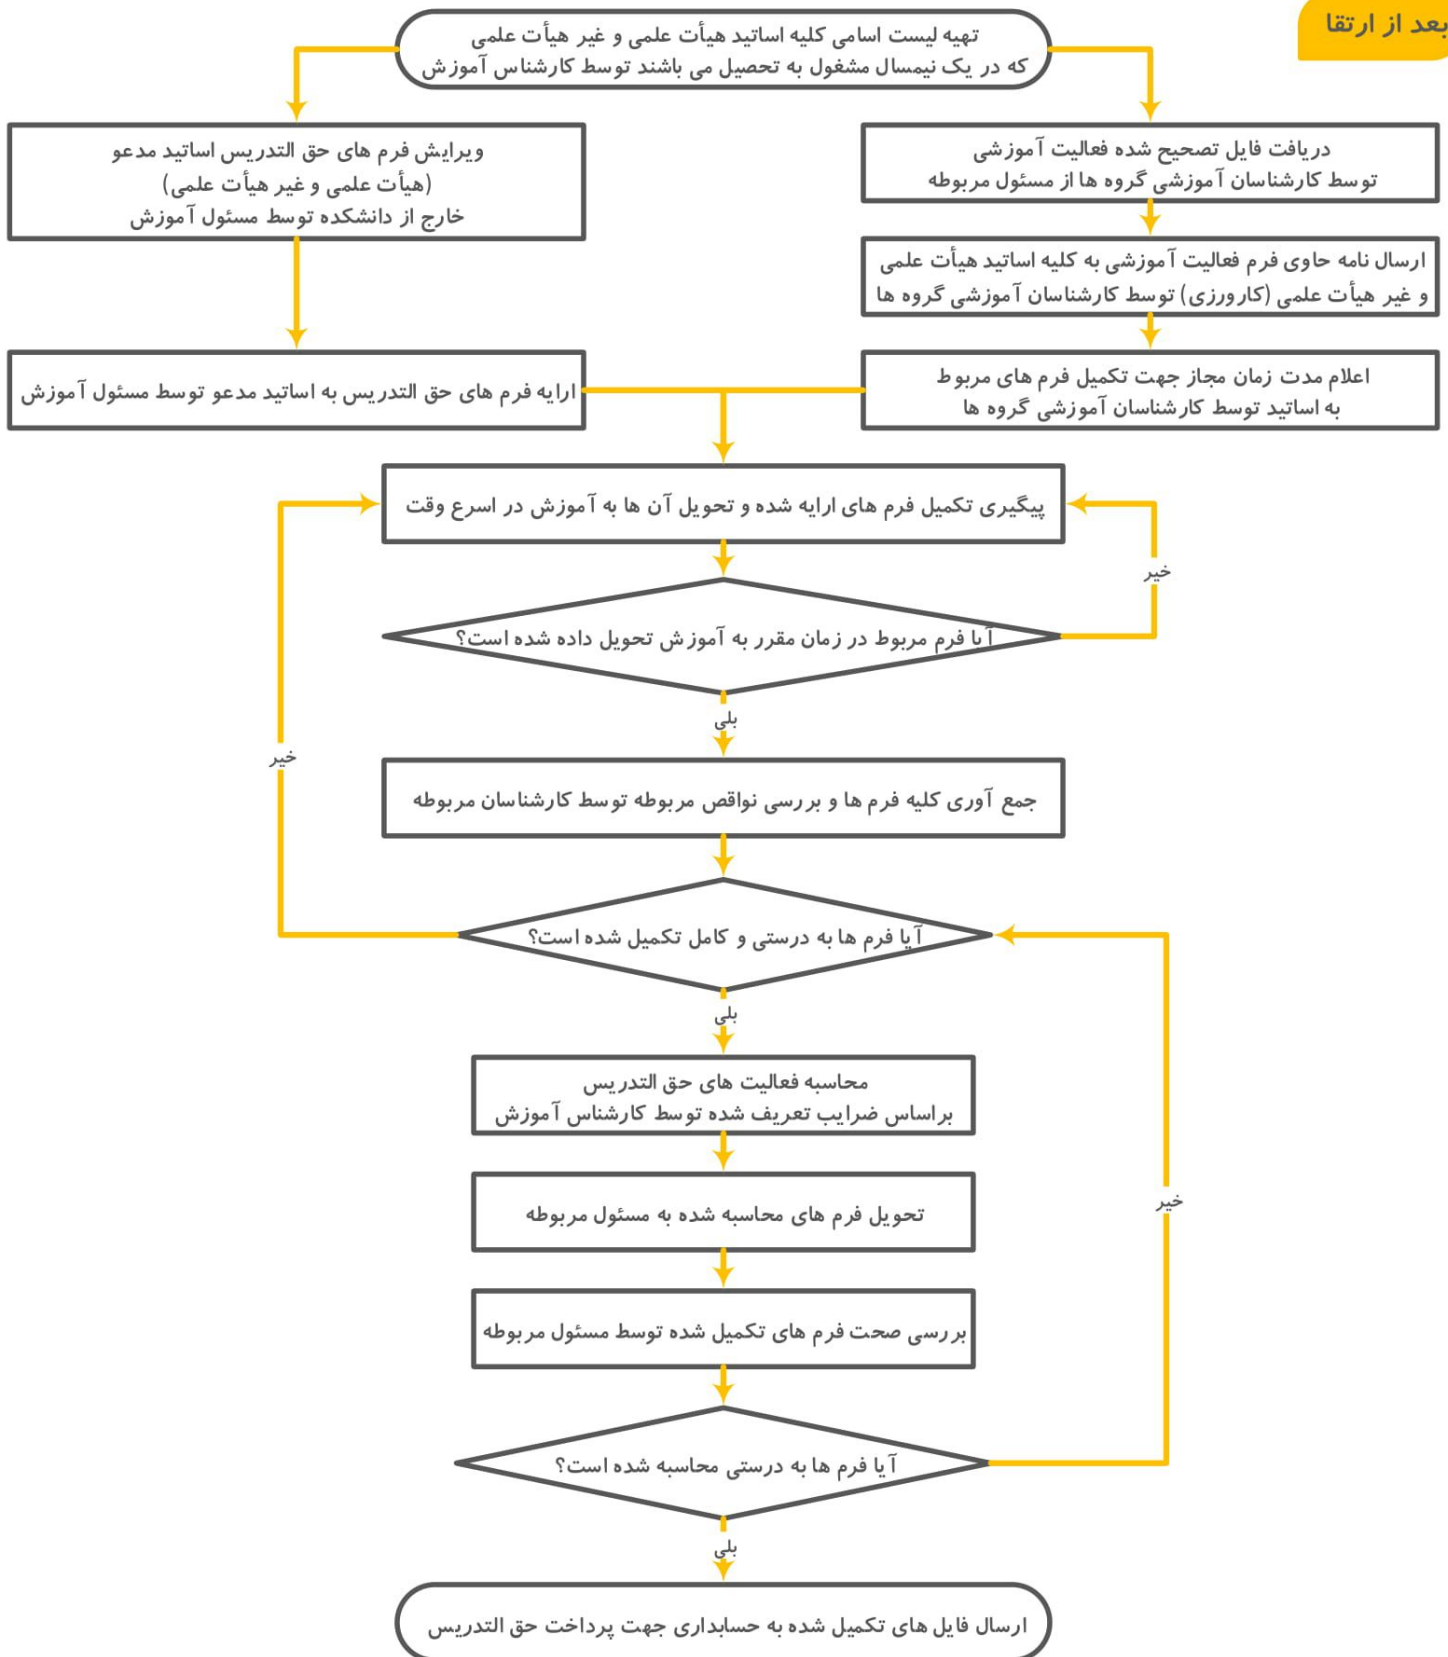 بعد از ارتقا
تهیه لیست اسامی کلیه اساتید هیأت علمی و غیر هیأت علمی
که در یک نیمسال مشغول به تحصیل می باشند توسط کارشناس آموزش
دریافت فایل تصحیح شده فعالیت آموزشی
توسط کارشناسان آموزشی گروه ها از مسئول مربوطه
ویرایش فرم های حق التدریس اساتید مدعو
(هیأت علمی و غیر هیأت علمی)
خارج از دانشکده توسط مسئول آموزش
ارسال نامه حاوی فرم فعالیت آموزشی به کلیه اساتید هیأت علمی
و غیر هیأت علمی (کارورزی) توسط کارشناسان آموزشی گروه ها
اعلام مدت زمان مجاز جهت تکمیل فرم های مربوط
به اساتید توسط کارشناسان آموزشی گروه ها
ارایه فرم های حق التدریس به اساتید مدعو توسط مسئول آموزش
پیگیری تکمیل فرم های ارایه شده و تحویل آن ها به آموزش در اسرع وقت
خیر
آیا فرم مربوط در زمان مقرر به آموزش تحویل داده شده است؟
بلی
خیر
جمع آوری کلیه فرم ها و بررسی نواقص مربوطه توسط کارشناسان مربوطه
آیا فرم ها به درستی و کامل تکمیل شده است؟
بلی
محاسبه فعالیت های حق التدریس
براساس ضرایب تعریف شده توسط کارشناس آموزش
خیر
تحویل فرم های محاسبه شده به مسئول مربوطه
بررسی صحت فرم های تکمیل شده توسط مسئول مربوطه
آیا فرم ها به درستی محاسبه شده است؟
بلی
ارسال فایل های تکمیل شده به حسابداری جهت پرداخت حق التدریس